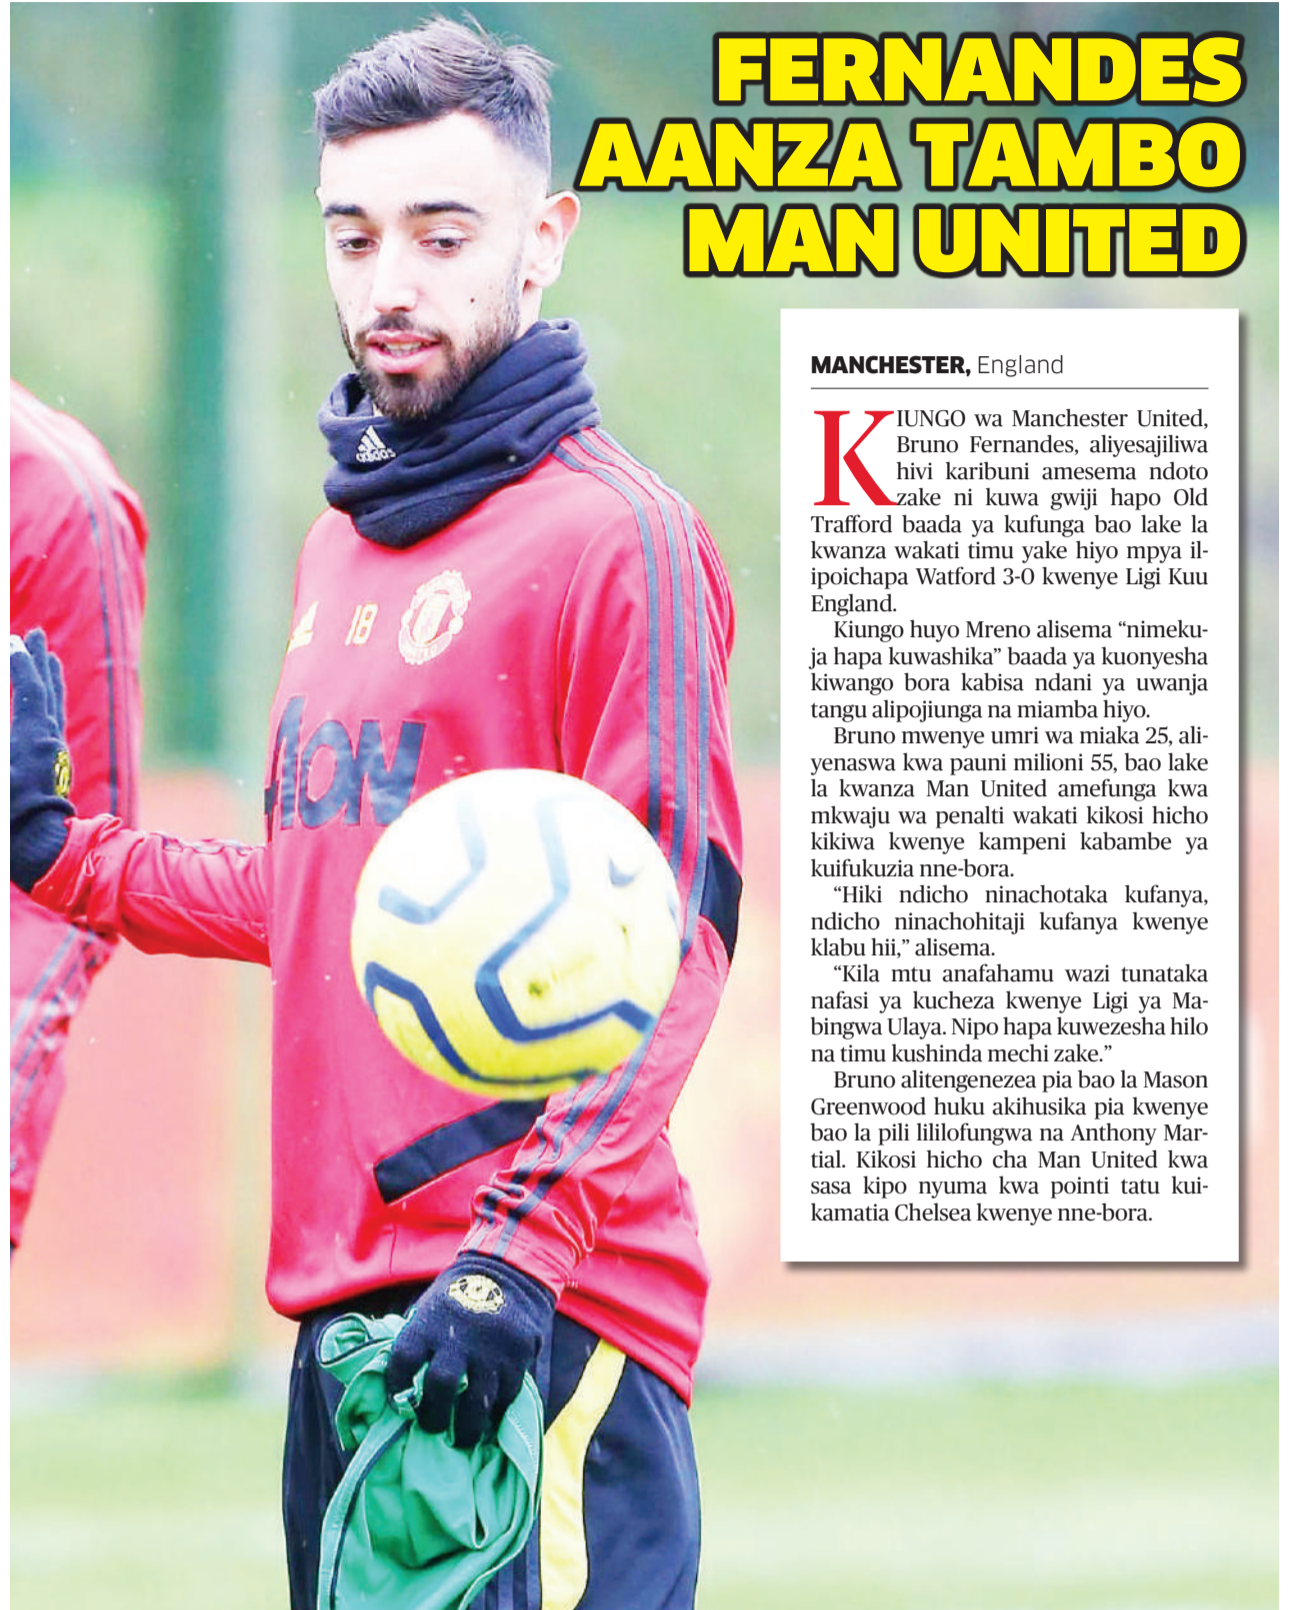 FERNANDES
AANZA TAMBO
MAN UNITED
MANCHESTER, England
KIUNGO wa Manchester United,
Bruno Fernandes, aliyesajiliwa
hivi karibuni amesema ndoto
zake ni kuwa gwiji hapo Old
Trafford baada ya kufunga bao lake la
kwanza wakati timu yake hiyo mpya il-
ipoichapa Watford 3-0 kwenye Ligi Kuu
England.
Kiungo huyo Mreno alisema “nimeku-
ja hapa kuwashika” baada ya kuonyesha
kiwango bora kabisa ndani ya uwanja
tangu alipojiunga na miamba hiyo.
Bruno mwenye umri wa miaka 25, ali-
yenaswa kwa pauni milioni 55, bao lake
la kwanza Man United amefunga kwa
mkwaju wa penalti wakati kikosi hicho
kikiwa kwenye kampeni kabambe ya
kuifukuzia nne-bora.
“Hiki ndicho ninachotaka kufanya,
ndicho ninachohitaji kufanya kwenye
klabu hii,” alisema.
“Kila mtu anafahamu wazi tunataka
nafasi ya kucheza kwenye Ligi ya Ma-
bingwa Ulaya. Nipo hapa kuwezesha hilo
na timu kushinda mechi zake.”
Bruno alitengenezea pia bao la Mason
Greenwood huku akihusika pia kwenye
bao la pili lililofungwa na Anthony Mar-
tial. Kikosi hicho cha Man United kwa
sasa kipo nyuma kwa pointi tatu kui-
kamatia Chelsea kwenye nne-bora.
adidas
18
UNITED
AON